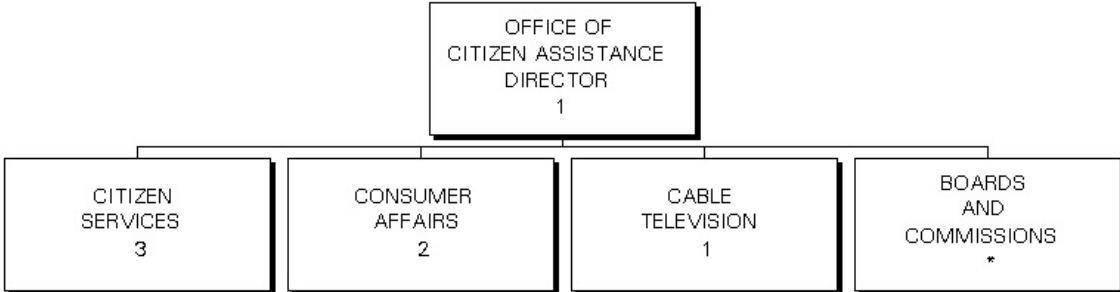 OFFICE OF
CITIZEN ASSISTANCE
DIRECTOR
1
CITIZEN
SERVICES
3
CONSUMER
AFFAIRS
2
CABLE
TELEVISION
1
BOARDS
AND
COMMISSIONS
*